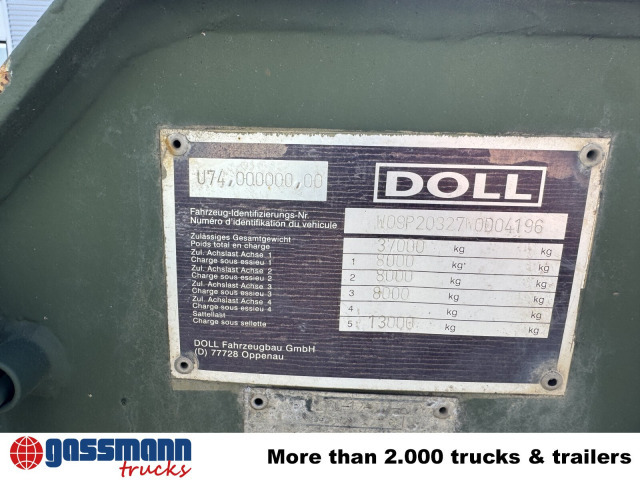 U74,000000,00
DOLL
Fahrzeug-Identifizierungs-Nr.
Numéro d'identifikation du vehicule
W09P20327 0D04196
Zulässiges Gesamtgewicht
Poids total en charge
37000 kg kg
Zul. Achslast Achse 1
Charge sous essieu 1
1 8000 kg kg
Zul. Achslast Achse 2
Charge sous essieu 2
2 8000 kg kg
Zul. Achslast Achse 3
Charge sous essieu 3
3 kg kg
Zul. Achslast Achse 4
Charge sous essieu 4
4 kg kg
Sattellast
Charge sous sellette
5 13000 kg kg
DOLL Fahrzeugbau GmbH
(D) 77728 Oppenau
gassmann
trucks
More than 2.000 trucks & trailers